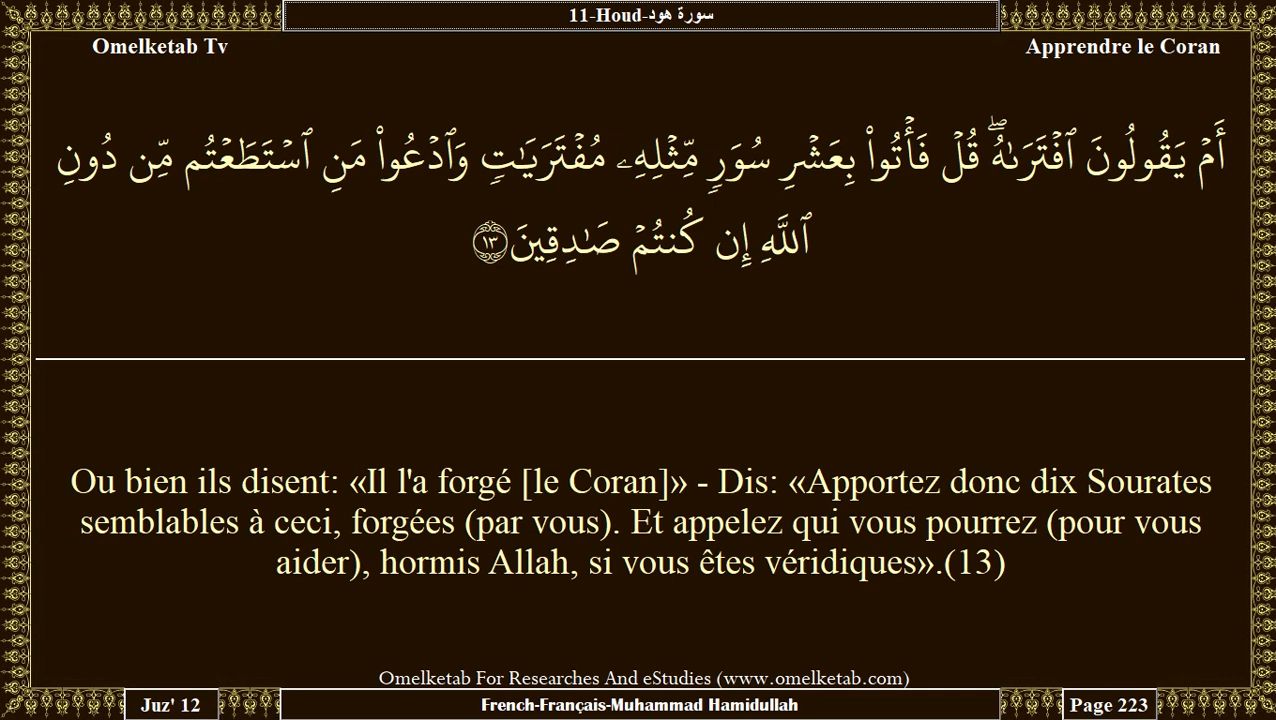 11-Houd-سورة هود
Omelketab Tv
Apprendre le Coran
أَمۡ يَقُولُونَ ٱفۡتَرَىٰهُۖ قُلۡ فَأۡتُواْ بِعَشۡرِ سُوَرٖ مِّثۡلِهِۦ مُفۡتَرَيَٰتٖ وَٱدۡعُواْ مَنِ ٱسۡتَطَعۡتُم مِّن دُونِ
ٱللَّهِ إِن كُنتُمۡ صَٰدِقِينَ ١٣
Ou bien ils disent: «Il l'a forgé [le Coran]» - Dis: «Apportez donc dix Sourates
semblables à ceci, forgées (par vous). Et appelez qui vous pourrez (pour vous
aider), hormis Allah, si vous êtes véridiques».(13)
Omelketab For Researches And eStudies (www.omelketab.com)
Juz' 12
French-Français-Muhammad Hamidullah
Page 223